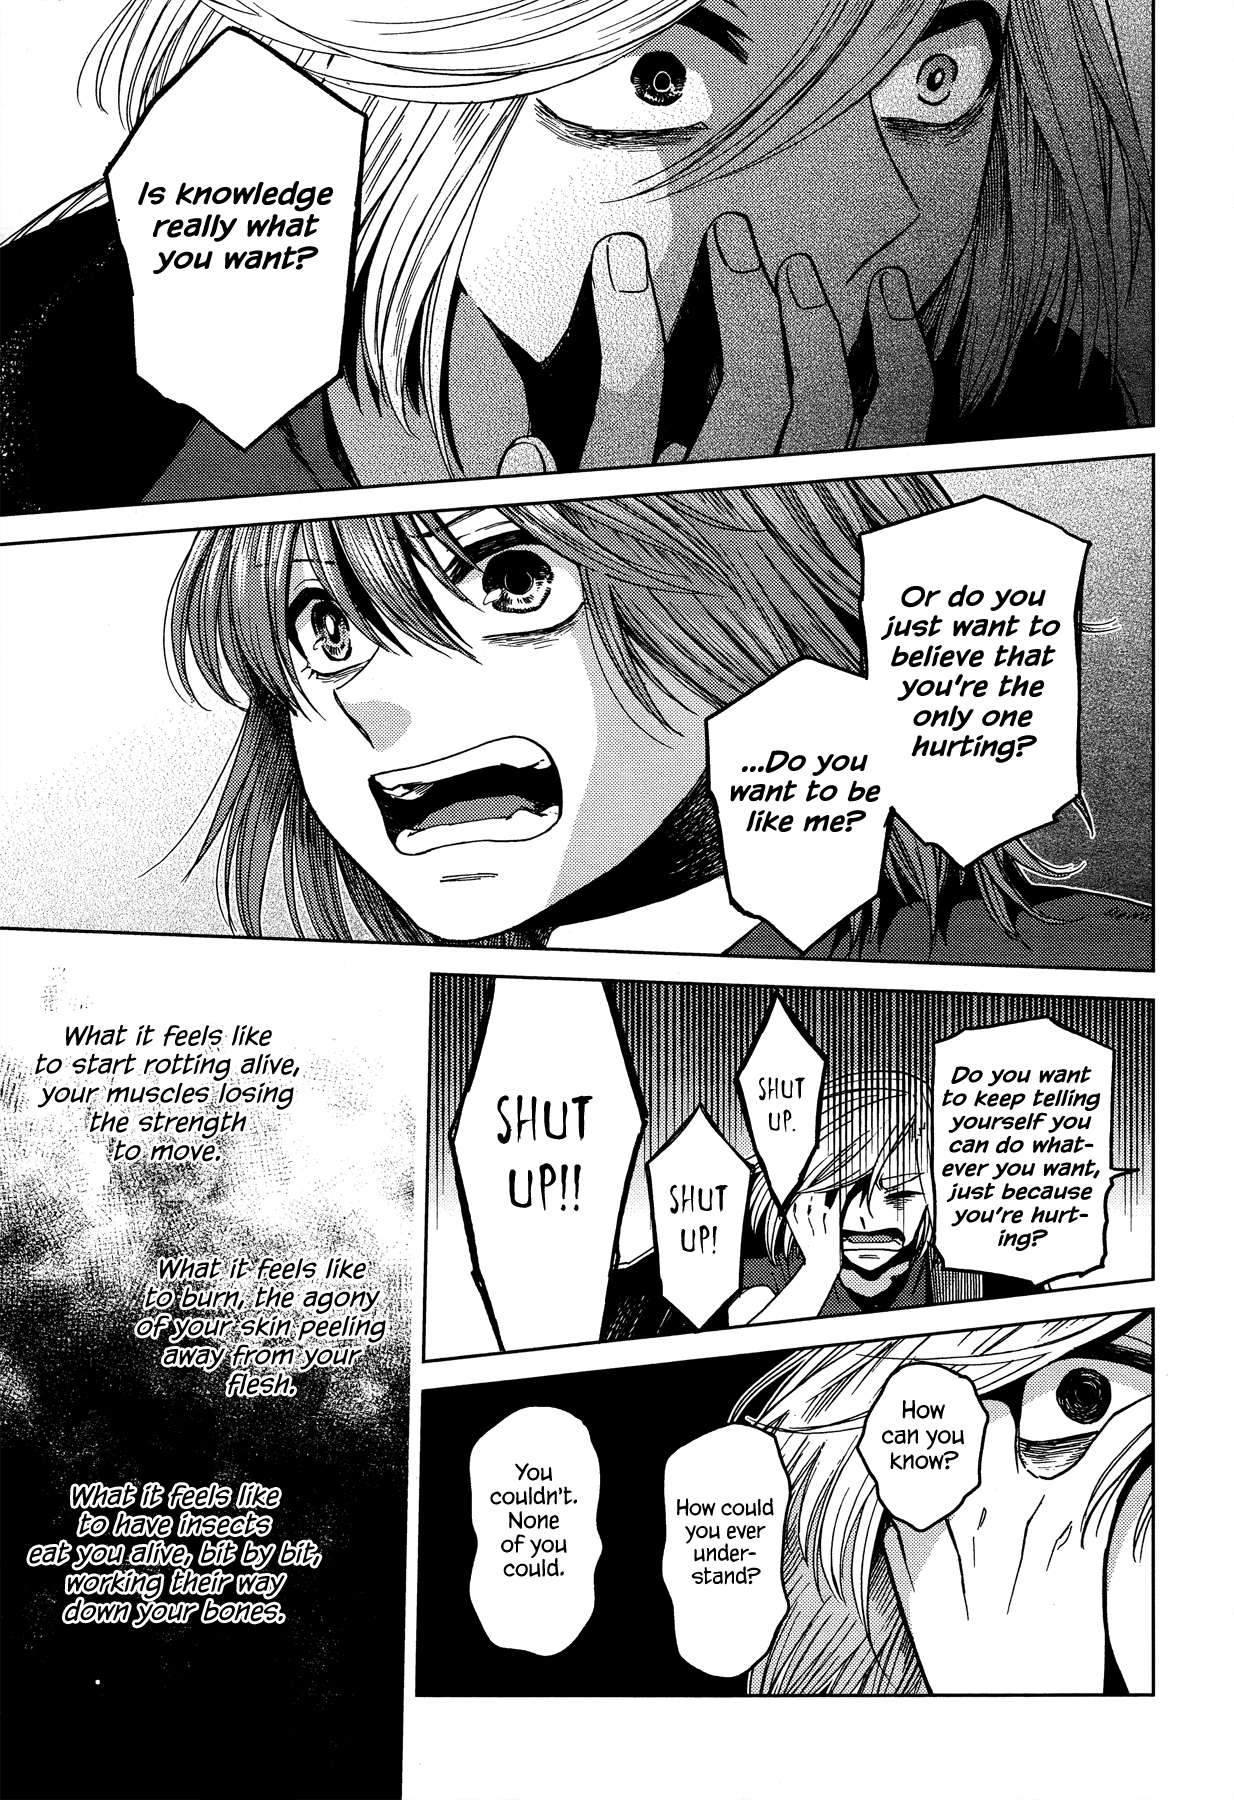 Is knowledge
really what
you want?
Or do you
just want to
believe that
you're the
only one
hurting?
...Do you
want to be
like me?
Do you want
to keep telling
yourself you
can do what-
ever you want,
just because
you're hurt-
ing?
SHUT
UP.
SHUT
UP!
SHUT
UP!!
How
can you
know?
How could
you ever
under-
stand?
You
couldn't.
None
of you
could.
What it feels like
to start rotting alive,
your muscles losing
the strength
to move.
What it feels like
to burn, the agony
of your skin peeling
away from your
flesh.
What it feels like
to have insects
eat you alive, bit by bit,
working their way
down your bones.